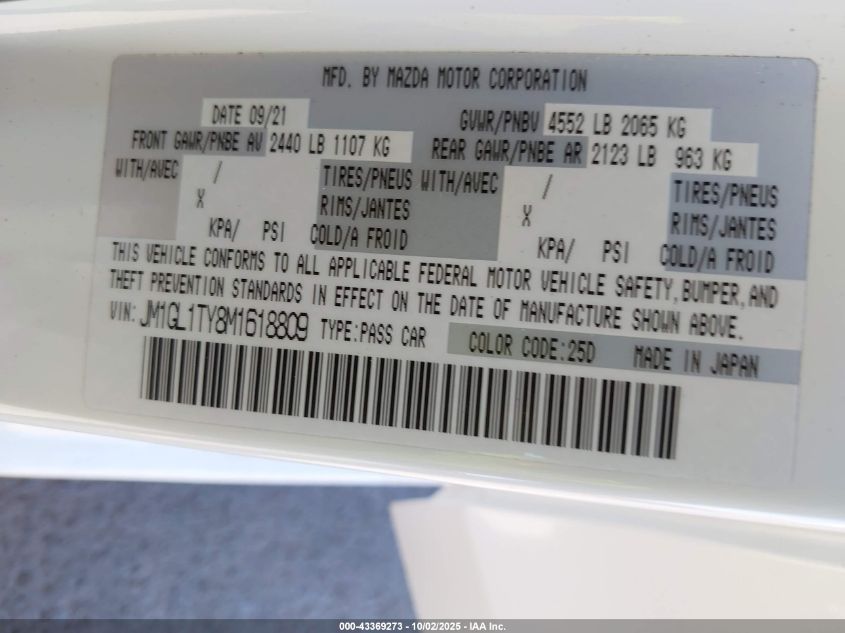 MFD. BY MAZDA MOTOR CORPORATION
DATE 09/21 GVWR/PNBV 4552 LB 2065 KG
FRONT GAWR/PNBE AV 2440 LB 1107 KG REAR GAWR/PNBE AR 2123 LB 963 KG
WITH/AVEC / TIRES/PNEUS WITH/AVEC / TIRES/PNEUS
X RIMS/JANTES X RIMS/JANTES
KPA/ PSI COLD/A FROID KPA/ PSI COLD/A FROID
THIS VEHICLE CONFORMS TO ALL APPLICABLE FEDERAL MOTOR VEHICLE SAFETY, BUMPER, AND
THEFT PREVENTION STANDARDS IN EFFECT ON THE DATE OF MANUFACTURE SHOWN ABOVE.
VIN: JM1GL1TY8M1618809 TYPE:PASS CAR COLOR CODE:25D MADE IN JAPAN
000-43369273 - 10/02/2025 - IAA Inc.